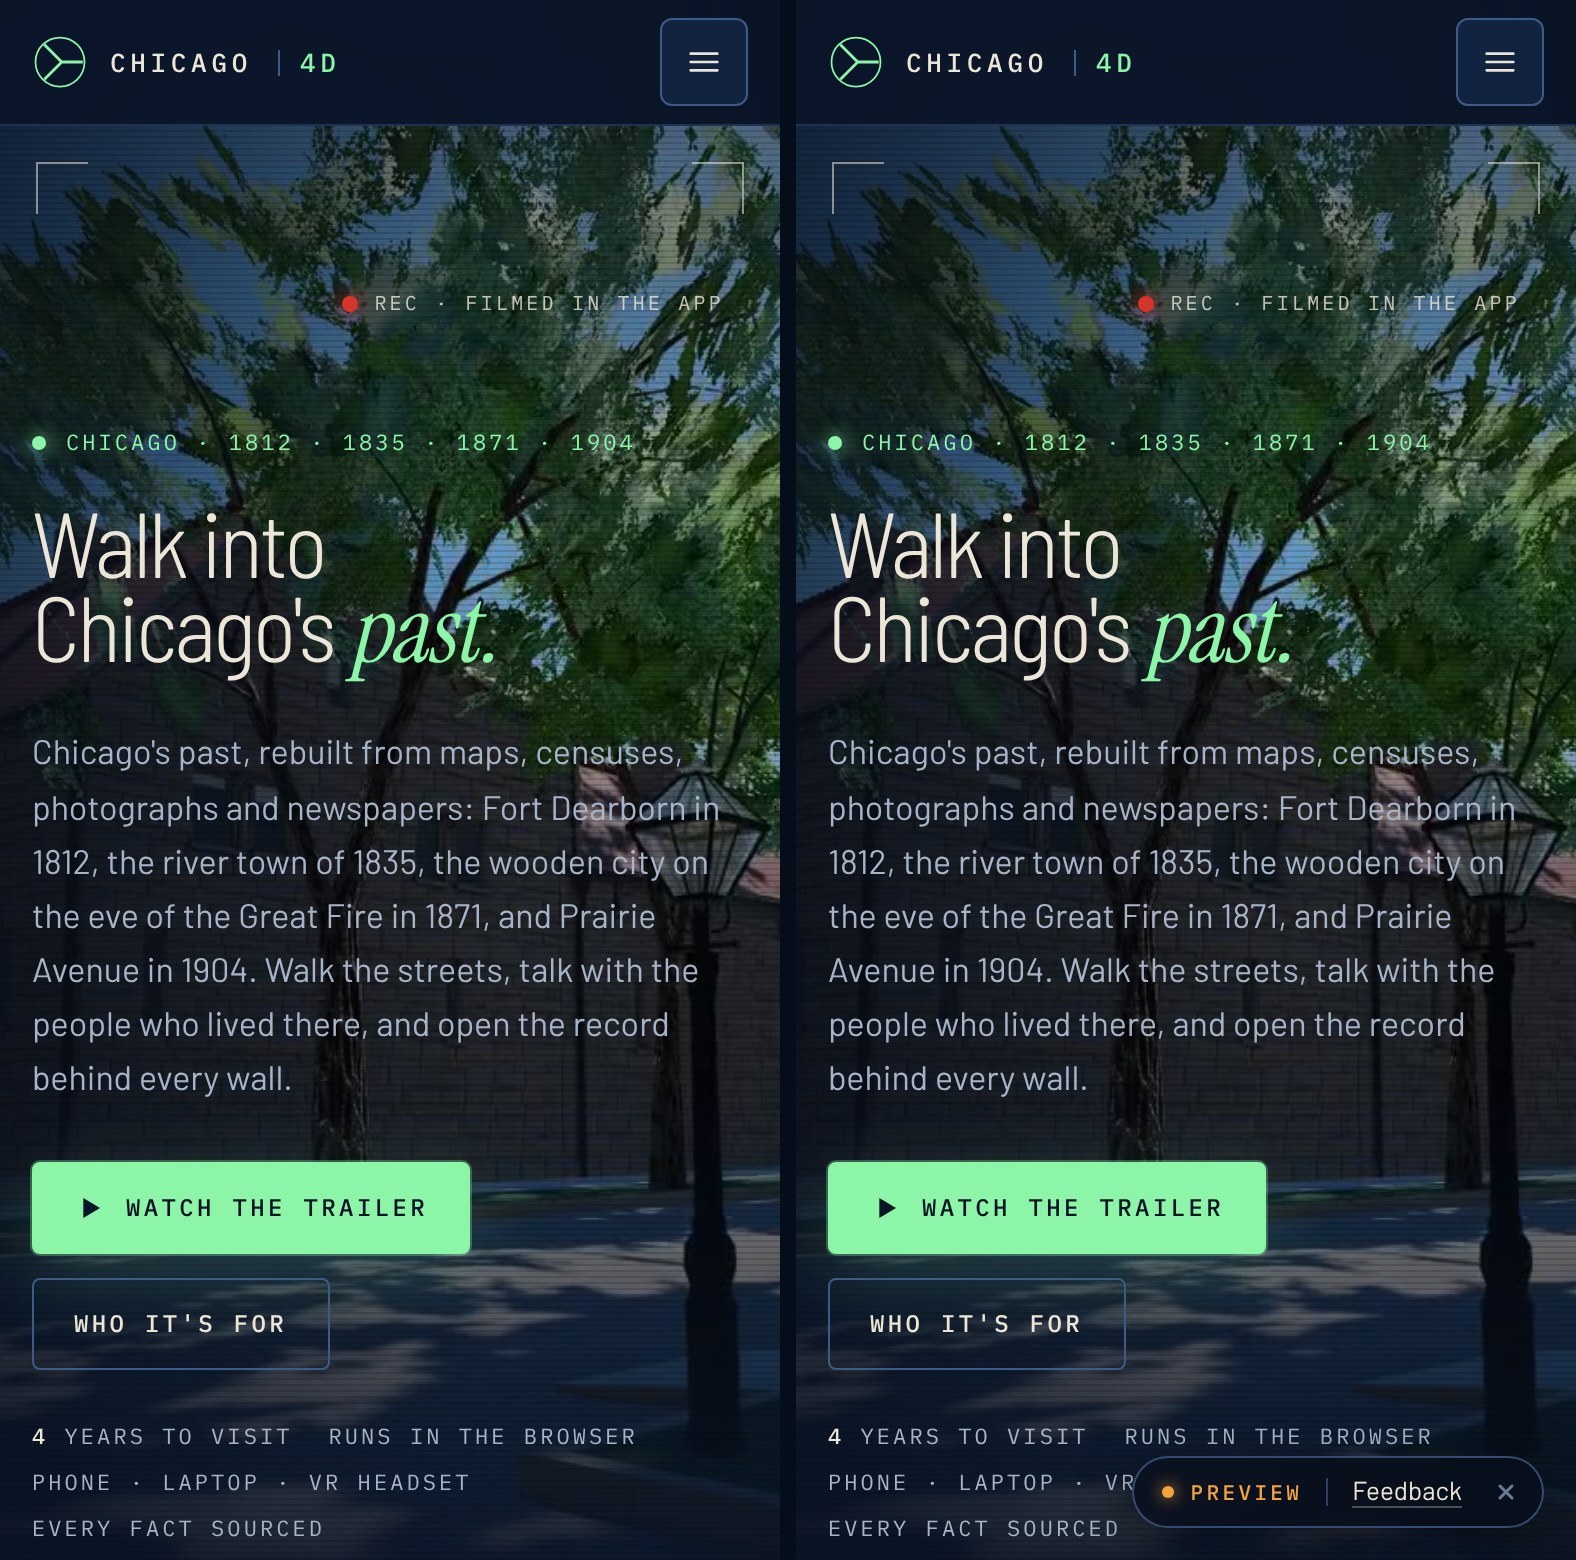 CHICAGO | 4D
REC · FILMED IN THE APP
CHICAGO · 1812 · 1835 · 1871 · 1904
Walk into
Chicago's past.
Chicago's past, rebuilt from maps, censuses,
photographs and newspapers: Fort Dearborn in
1812, the river town of 1835, the wooden city on
the eve of the Great Fire in 1871, and Prairie
Avenue in 1904. Walk the streets, talk with the
people who lived there, and open the record
behind every wall.
WATCH THE TRAILER
WHO IT'S FOR
4 YEARS TO VISIT RUNS IN THE BROWSER
PHONE · LAPTOP · VR HEADSET
EVERY FACT SOURCED
CHICAGO | 4D
REC · FILMED IN THE APP
CHICAGO · 1812 · 1835 · 1871 · 1904
Walk into
Chicago's past.
Chicago's past, rebuilt from maps, censuses,
photographs and newspapers: Fort Dearborn in
1812, the river town of 1835, the wooden city on
the eve of the Great Fire in 1871, and Prairie
Avenue in 1904. Walk the streets, talk with the
people who lived there, and open the record
behind every wall.
WATCH THE TRAILER
WHO IT'S FOR
4 YEARS TO VISIT RUNS IN THE BROWSER
PHONE · LAPTOP · VR
PREVIEW | Feedback ×
EVERY FACT SOURCED